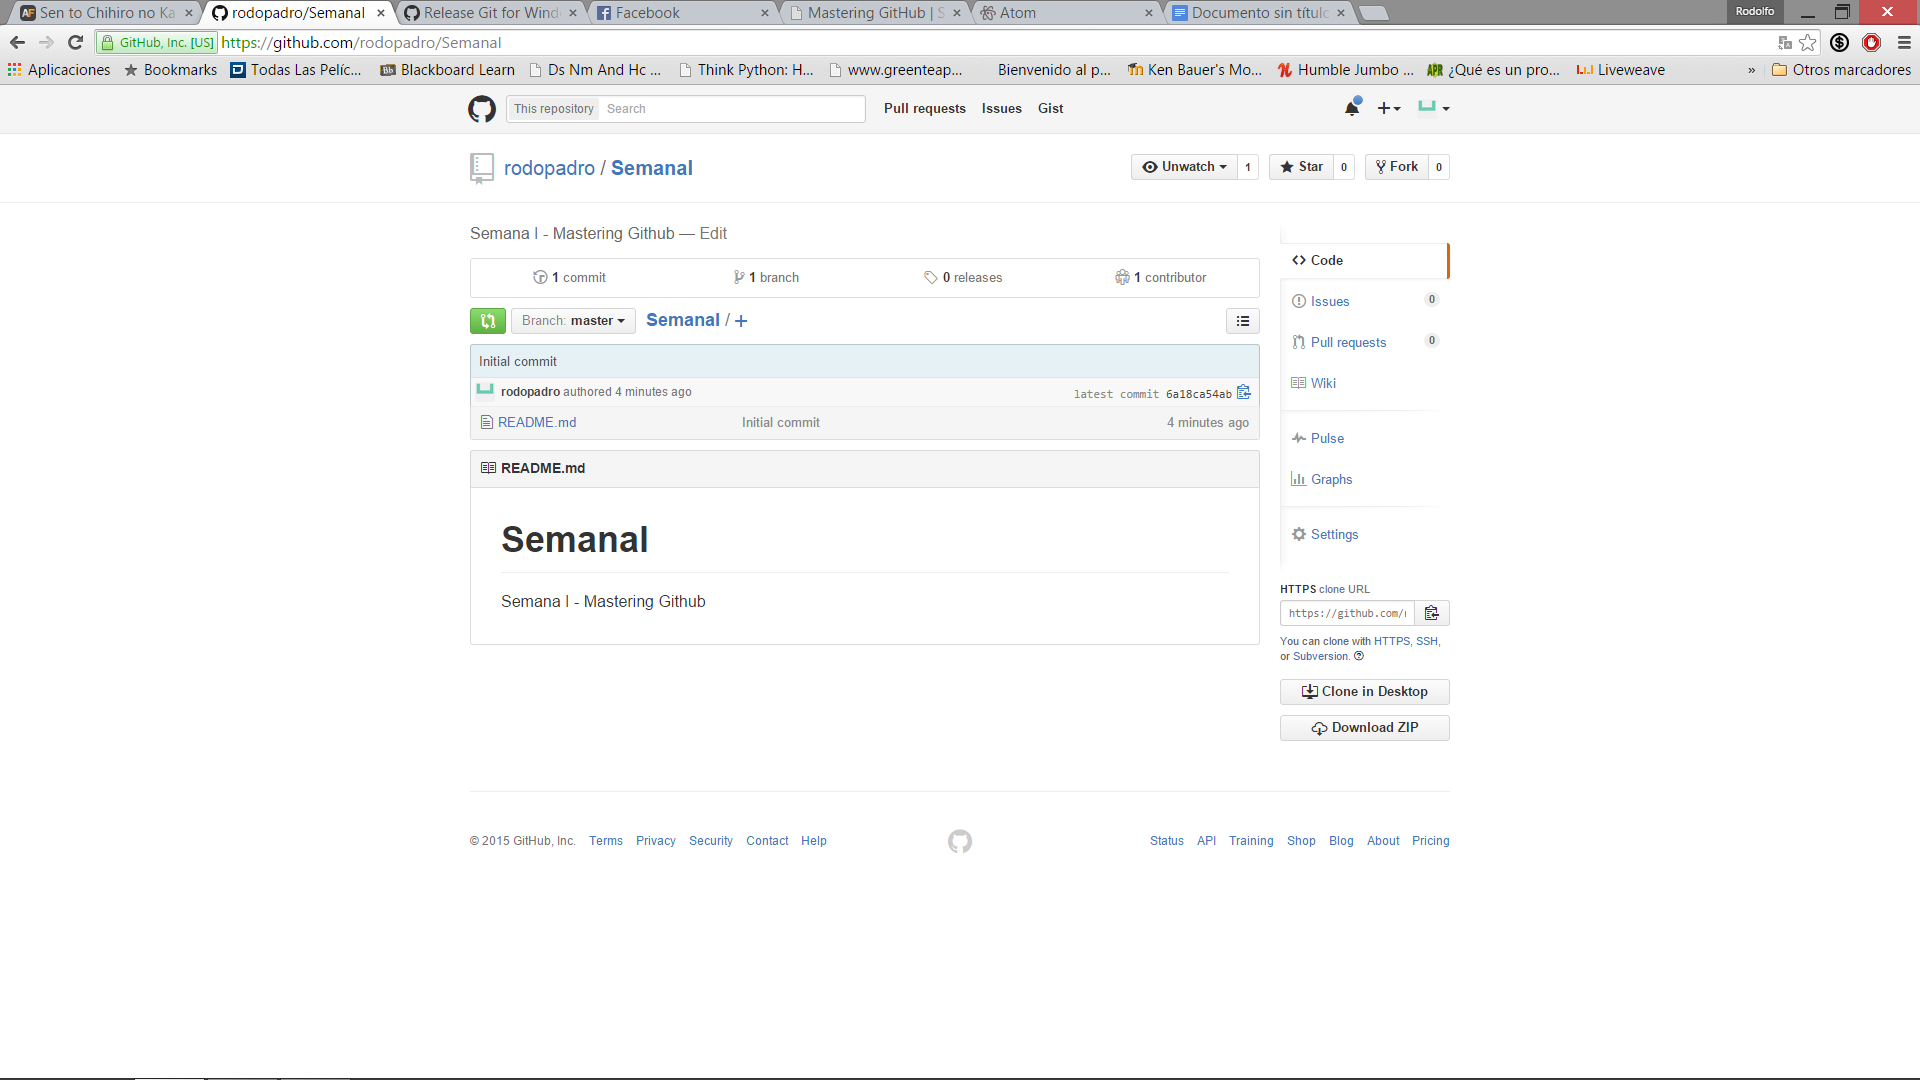 Sen to Chihiro no Ka
rodopadro/Semanal
Release Git for Wind
Facebook
Mastering GitHub | S
Atom
Documento sin títulc
Rodolfo
GitHub, Inc. [US]
https://github.com/rodopadro/Semanal
Aplicaciones
Bookmarks
Todas Las Pelíc...
Blackboard Learn
Ds Nm And Hc ...
Think Python: H...
www.greenteap...
Bienvenido al p...
Ken Bauer's Mo...
Humble Jumbo ...
¿Qué es un pro...
Liveweave
»
Otros marcadores
This repository
Search
Pull requests
Issues
Gist
rodopadro / Semanal
Unwatch 1
Star 0
Fork 0
Semana I - Mastering Github — Edit
1 commit
1 branch
0 releases
1 contributor
Branch: master
Semanal / +
Initial commit
rodopadro authored 4 minutes ago
latest commit 6a18ca54ab
README.md
Initial commit
4 minutes ago
README.md
Semanal
Semana I - Mastering Github
Code
Issues 0
Pull requests 0
Wiki
Pulse
Graphs
Settings
HTTPS clone URL
https://github.com/r
You can clone with HTTPS, SSH,
or Subversion.
Clone in Desktop
Download ZIP
© 2015 GitHub, Inc. Terms Privacy Security Contact Help
Status API Training Shop Blog About Pricing